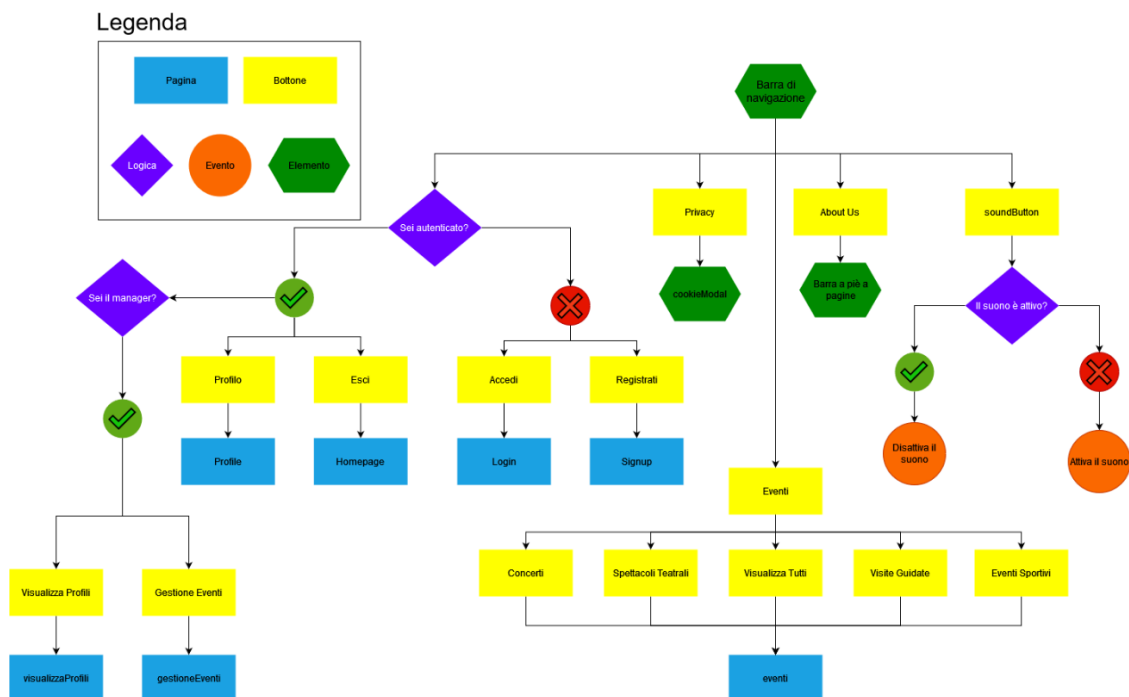 Legenda
Pagina
Bottone
Logica
Evento
Elemento
Barra di
navigazione
Sei autenticato?
Privacy
About Us
soundButton
Sei il manager?
cookieModal
Barra a piè a
pagine
Il suono è attivo?
Profilo
Esci
Accedi
Registrati
Profile
Homepage
Login
Signup
Disattiva il
suono
Attiva il suono
Eventi
Concerti
Spettacoli Teatrali
Visualizza Tutti
Visite Guidate
Eventi Sportivi
Visualizza Profili
Gestione Eventi
visualizzaProfili
gestioneEventi
eventi